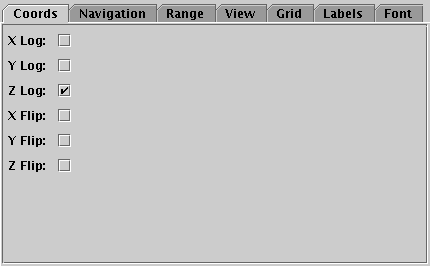 Coords Navigation Range View Grid Labels Font
X Log:
Y Log:
Z Log:
X Flip:
Y Flip:
Z Flip: